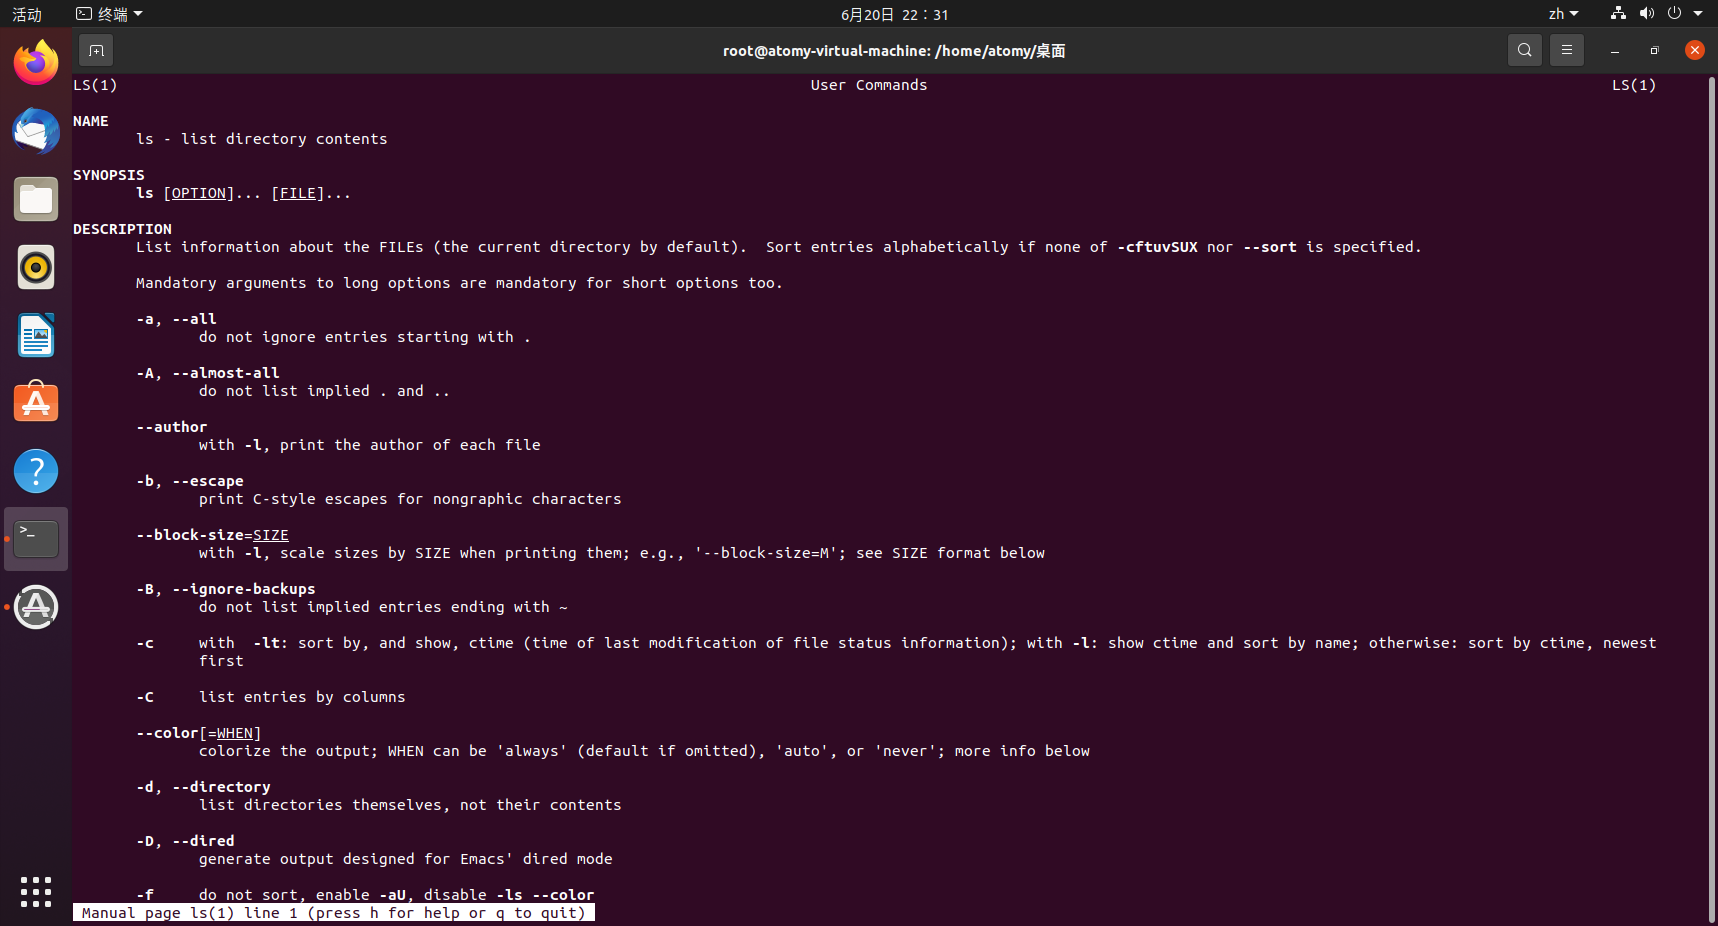 活动 终端 6月20日 22：31 zh
root@atomy-virtual-machine: /home/atomy/桌面
LS(1) User Commands LS(1)
NAME
ls - list directory contents
SYNOPSIS
ls [OPTION]... [FILE]...
DESCRIPTION
List information about the FILEs (the current directory by default).  Sort entries alphabetically if none of -cftuvSUX nor --sort is specified.
Mandatory arguments to long options are mandatory for short options too.
-a, --all
do not ignore entries starting with .
-A, --almost-all
do not list implied . and ..
--author
with -l, print the author of each file
-b, --escape
print C-style escapes for nongraphic characters
--block-size=SIZE
with -l, scale sizes by SIZE when printing them; e.g., '--block-size=M'; see SIZE format below
-B, --ignore-backups
do not list implied entries ending with ~
-c with  -lt: sort by, and show, ctime (time of last modification of file status information); with -l: show ctime and sort by name; otherwise: sort by ctime, newest
first
-C list entries by columns
--color[=WHEN]
colorize the output; WHEN can be 'always' (default if omitted), 'auto', or 'never'; more info below
-d, --directory
list directories themselves, not their contents
-D, --dired
generate output designed for Emacs' dired mode
-f do not sort, enable -aU, disable -ls --color
Manual page ls(1) line 1 (press h for help or q to quit)